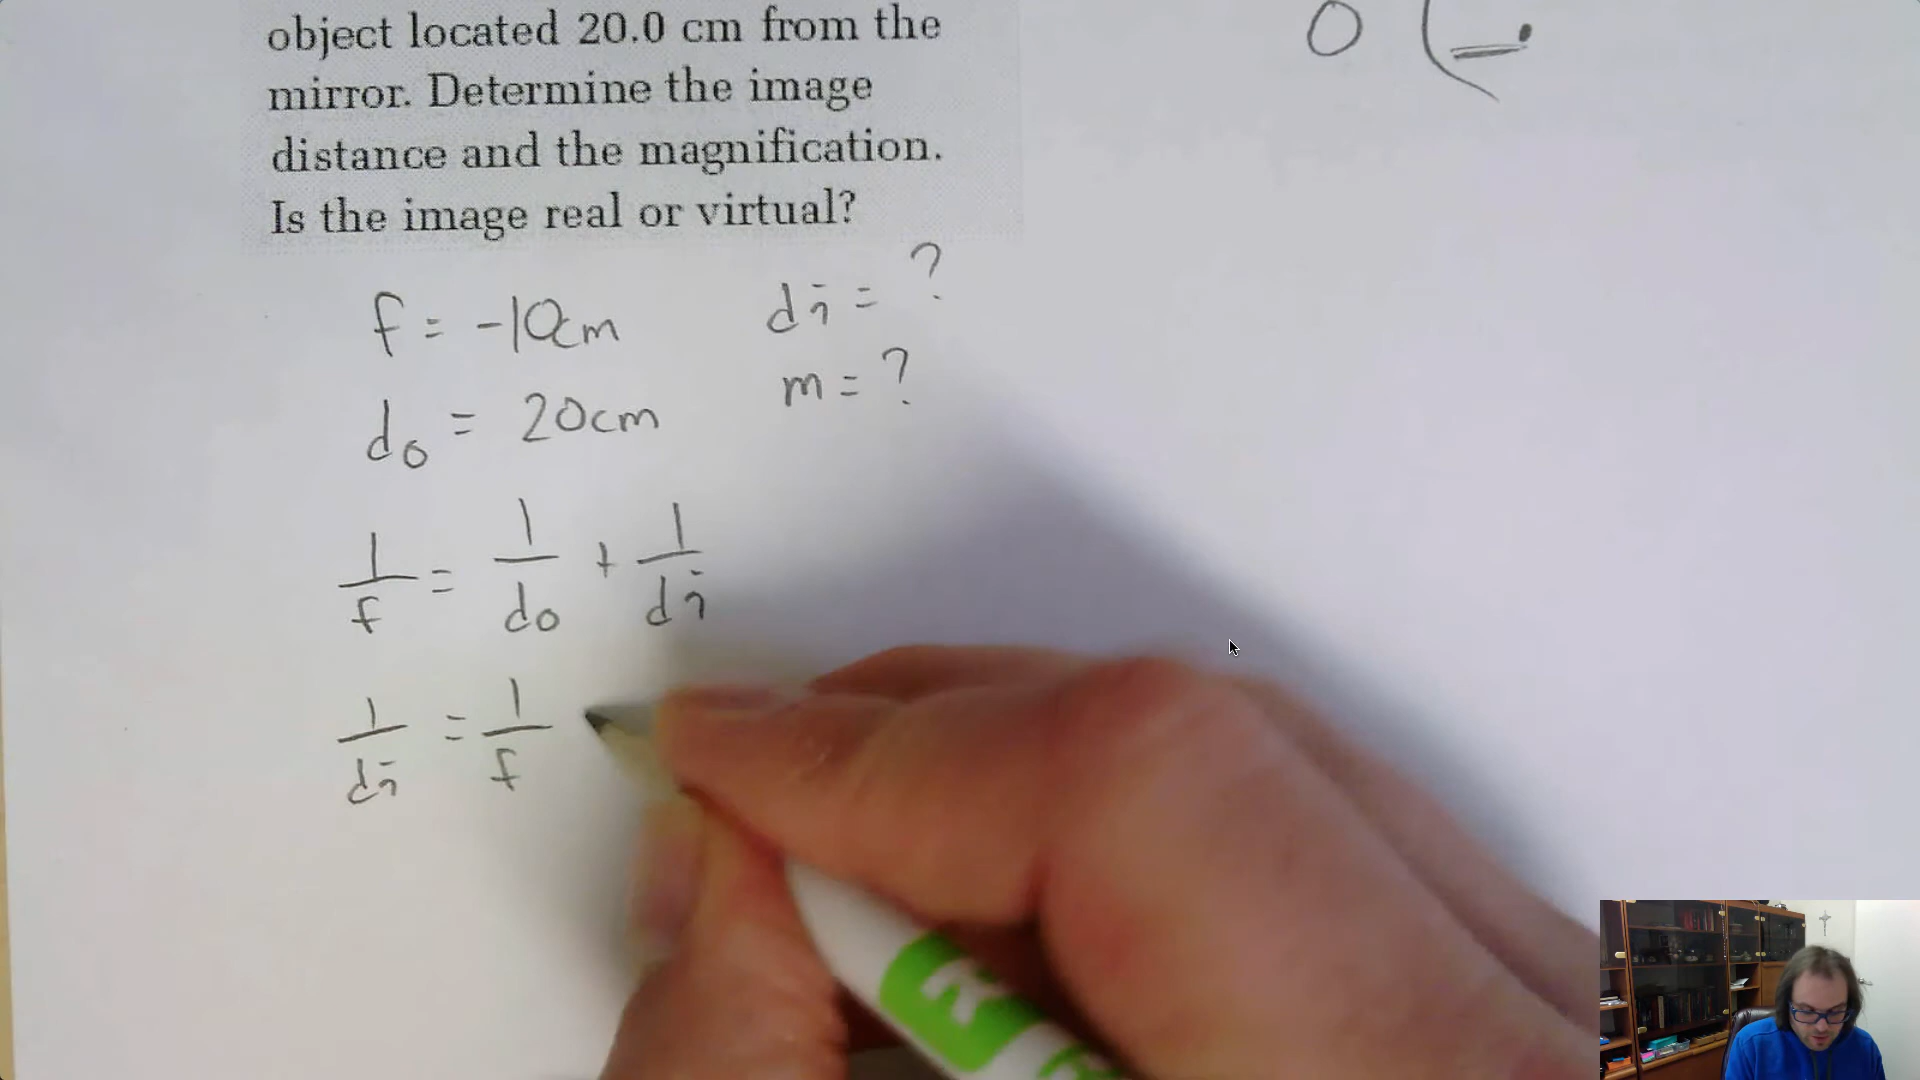 object located 20.0 cm from the
mirror. Determine the image
distance and the magnification.
Is the image real or virtual?
f = -10cm
di = ?
do = 20cm
m = ?
1/f = 1/do + 1/di
1/di = 1/f